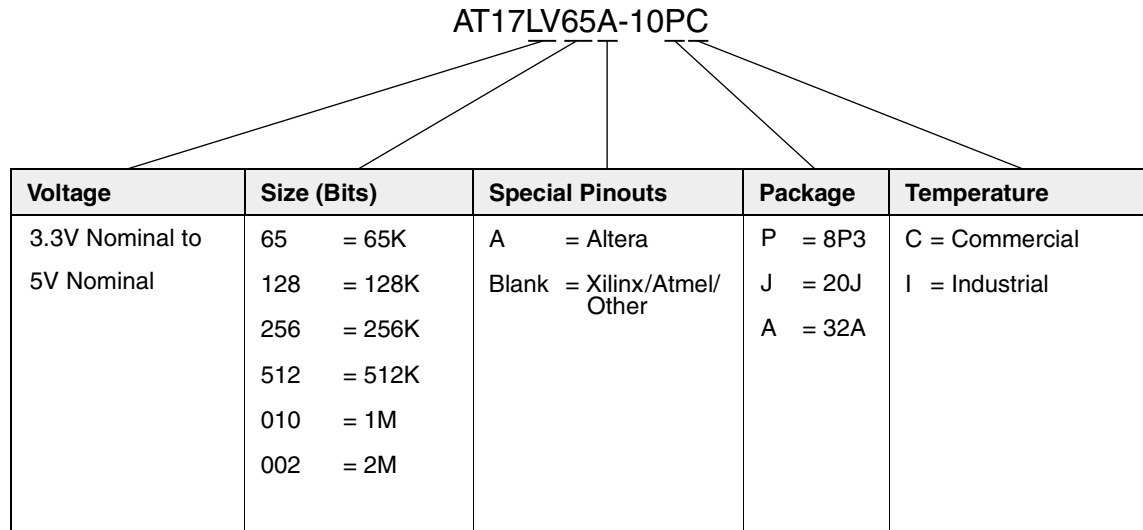 AT17LV65A-10PC
Voltage Size (Bits) Special Pinouts Package Temperature
3.3V Nominal to 65 = 65K A = Altera P = 8P3 C = Commercial
5V Nominal 128 = 128K Blank = Xilinx/Atmel/ J = 20J I = Industrial
Other
256 = 256K A = 32A
512 = 512K
010 = 1M
002 = 2M